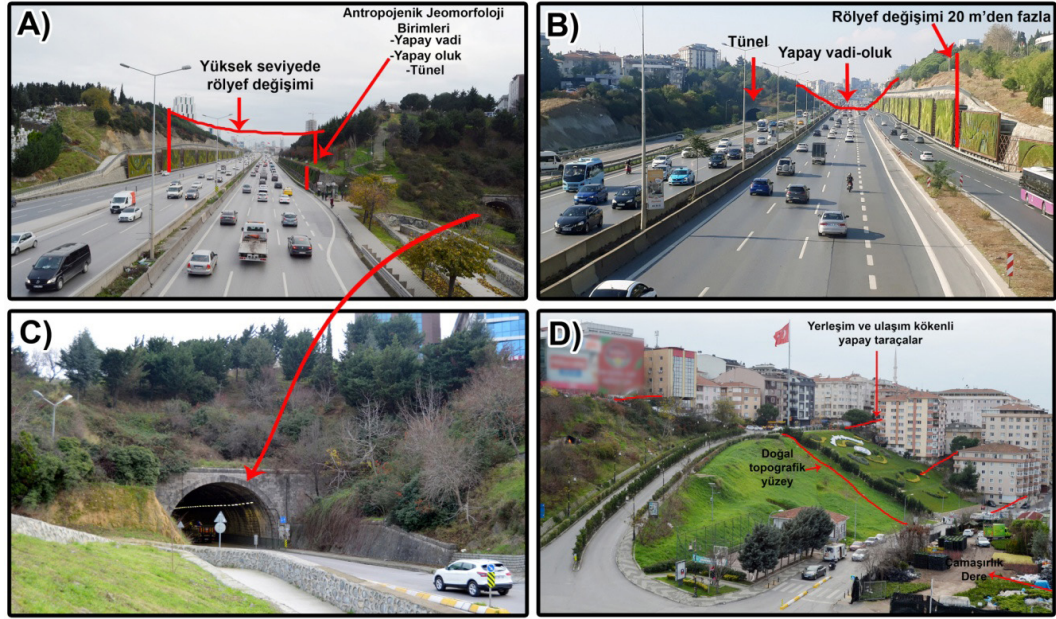 A)
Antropojenik Jeomorfoloji
Birimleri
-Yapay vadi
-Yapay oluk
-Tünel
Yüksek seviyede
rölyef değişimi
B)
Rölyef değişimi 20 m'den fazla
Tünel
Yapay vadi-oluk
C)
D)
Yerleşim ve ulaşım kökenli
yapay taraçalar
Doğal
topografik
yüzey
Çamaşırlık
Dere